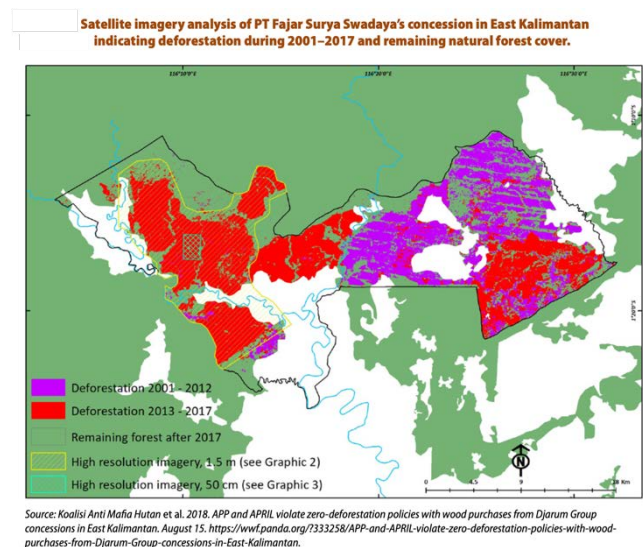 Satellite imagery analysis of PT Fajar Surya Swadaya's concession in East Kalimantan
indicating deforestation during 2001–2017 and remaining natural forest cover.
116°20'0"E
Deforestation 2001 - 2012
Deforestation 2013 - 2017
Remaining forest after 2017
High resolution imagery, 1.5 m (see Graphic 2)
High resolution imagery, 50 cm (see Graphic 3)
N
0 4.5 9 18 Km
Source: Koalisi Anti Mafia Hutan et al. 2018. APP and APRIL violate zero-deforestation policies with wood purchases from Djarum Group
concessions in East Kalimantan. August 15. https://wwf.panda.org/?333258/APP-and-APRIL-violate-zero-deforestation-policies-with-wood-
purchases-from-Djarum-Group-concessions-in-East-Kalimantan.